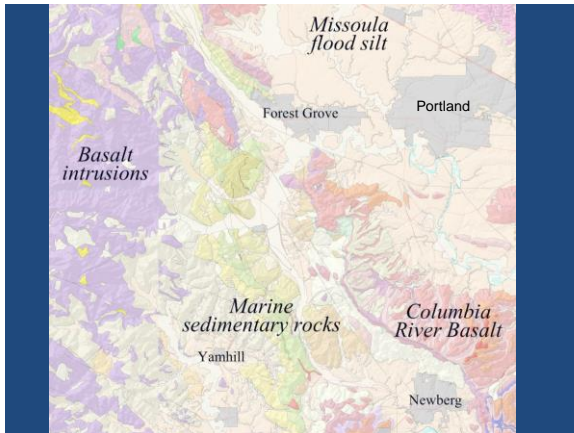 Missoula
flood silt
Portland
Forest Grove
Basalt
intrusions
Marine
sedimentary rocks
Columbia
River Basalt
Yamhill
Newberg